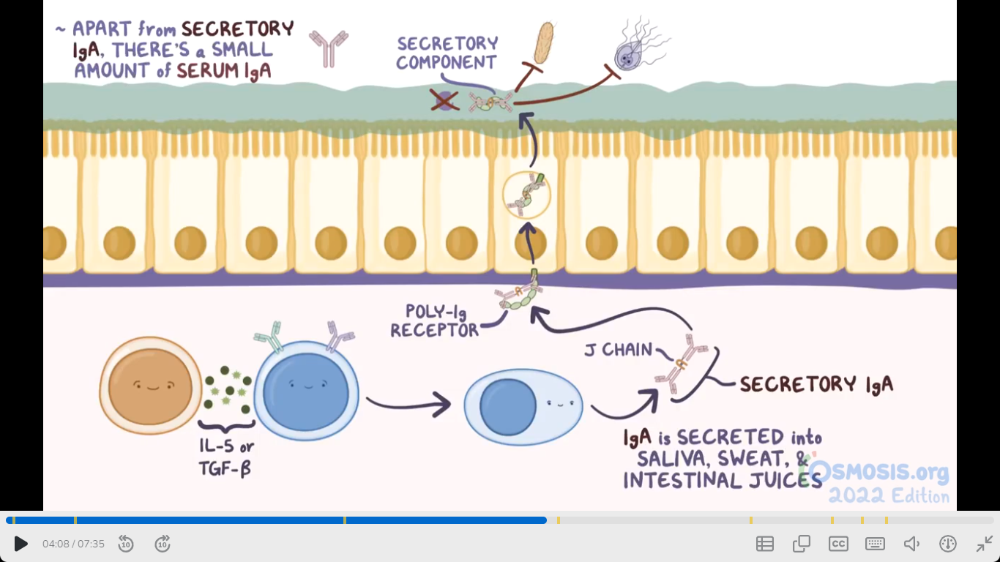 ~ APART from SECRETORY
IgA, THERE'S a SMALL
AMOUNT of SERUM IgA
SECRETORY
COMPONENT
POLY-Ig
RECEPTOR
J CHAIN
SECRETORY IgA
IL-5 or
TGF-β
IgA is SECRETED into
SALIVA, SWEAT, &
INTESTINAL JUICES
OSMOSIS.org
2022 Edition
04:08 / 07:35
10
10
CC